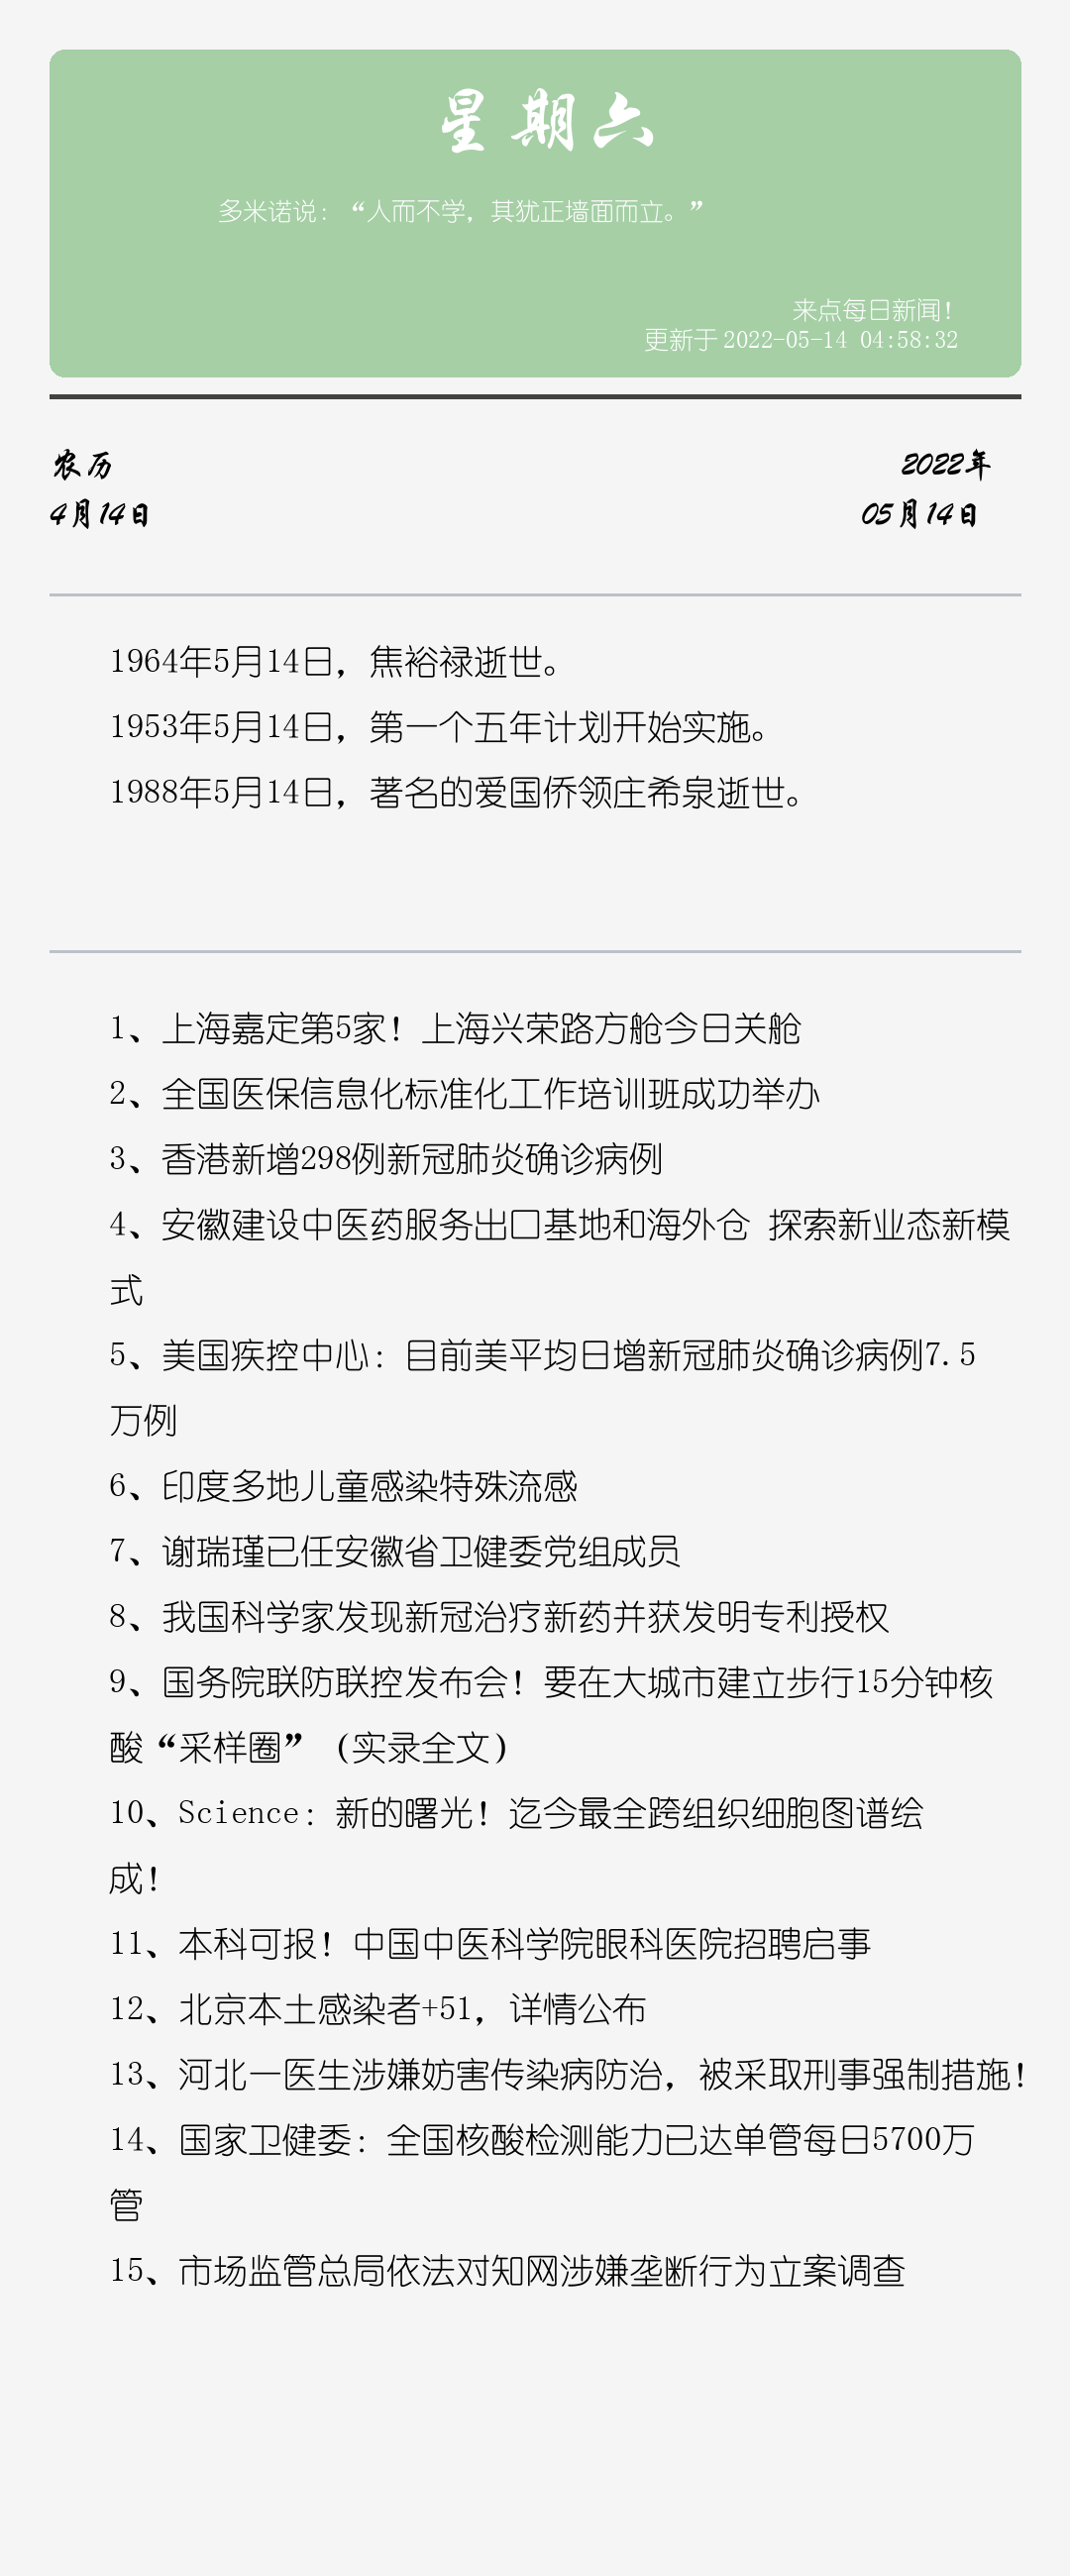 星期六
多米诺说：“人而不学，其犹正墙面而立。”
来点每日新闻！
更新于 2022-05-14 04:58:32
农历
2022年
4月14日
05月14日
1964年5月14日，焦裕禄逝世。
1953年5月14日，第一个五年计划开始实施。
1988年5月14日，著名的爱国侨领庄希泉逝世。
1、上海嘉定第5家！上海兴荣路方舱今日关舱
2、全国医保信息化标准化工作培训班成功举办
3、香港新增298例新冠肺炎确诊病例
4、安徽建设中医药服务出口基地和海外仓 探索新业态新模
式
5、美国疾控中心：目前美平均日增新冠肺炎确诊病例7.5
万例
6、印度多地儿童感染特殊流感
7、谢瑞瑾已任安徽省卫健委党组成员
8、我国科学家发现新冠治疗新药并获发明专利授权
9、国务院联防联控发布会！要在大城市建立步行15分钟核
酸“采样圈”（实录全文）
10、Science：新的曙光！迄今最全跨组织细胞图谱绘
成！
11、本科可报！中国中医科学院眼科医院招聘启事
12、北京本土感染者+51，详情公布
13、河北一医生涉嫌妨害传染病防治，被采取刑事强制措施！
14、国家卫健委：全国核酸检测能力已达单管每日5700万
管
15、市场监管总局依法对知网涉嫌垄断行为立案调查